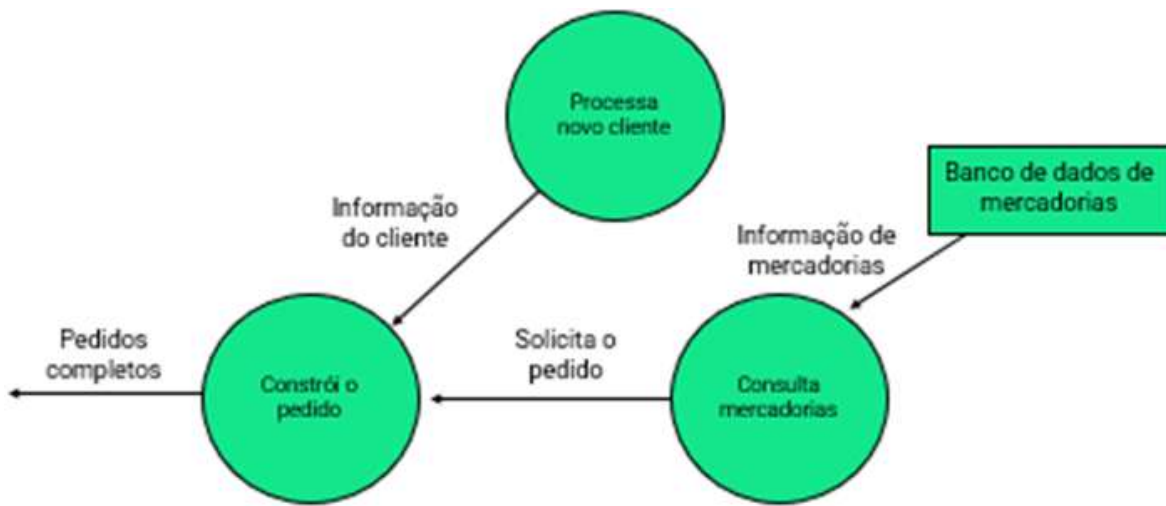 Processa
novo cliente
Banco de dados de
mercadorias
Informação
do cliente
Informação de
mercadorias
Pedidos
completos
Constrói o
pedido
Solicita o
pedido
Consulta
mercadorias